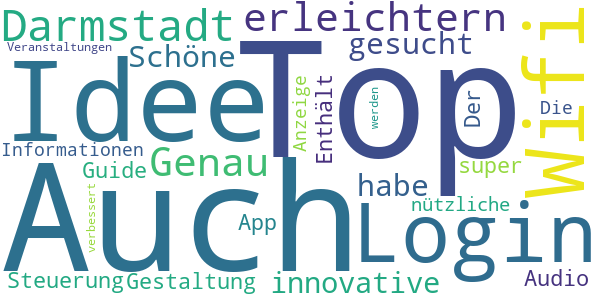 Darmstadt
erleichtern
Veranstaltungen
Schöne
gesucht
Idee
Top
Wifi
Anzeige
Enthält
werden
Der
Die
Informationen
Guide
Genau
super
Auch
habe
nützliche
verbessert
App
Login
Steuerung
Gestaltung
innovative
Audio